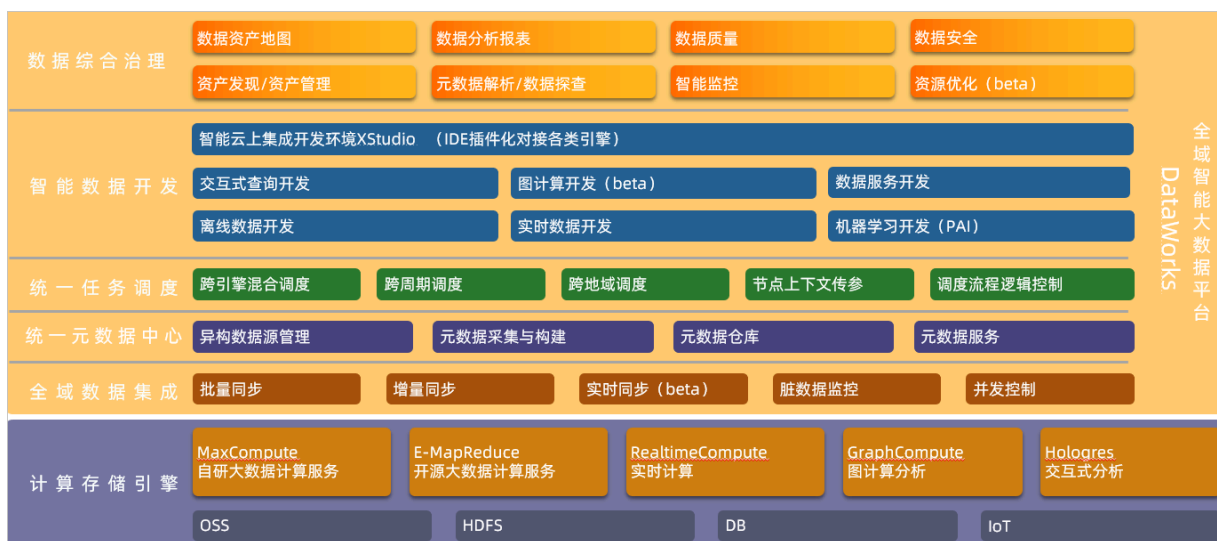 数据综合治理
数据资产地图
数据分析报表
数据质量
数据安全
资产发现/资产管理
元数据解析/数据探查
智能监控
资源优化（beta）
智能数据开发
智能云上集成开发环境XStudio （IDE插件化对接各类引擎）
交互式查询开发
图计算开发（beta）
数据服务开发
离线数据开发
实时数据开发
机器学习开发（PAI）
统一任务调度
跨引擎混合调度
跨周期调度
跨地域调度
节点上下文传参
调度流程逻辑控制
统一元数据中心
异构数据源管理
元数据采集与构建
元数据仓库
元数据服务
全域数据集成
批量同步
增量同步
实时同步（beta）
脏数据监控
并发控制
全域智能大数据平台
DataWorks
计算存储引擎
MaxCompute
自研大数据计算服务
E-MapReduce
开源大数据计算服务
RealtimeCompute
实时计算
GraphCompute
图计算分析
Hologres
交互式分析
OSS
HDFS
DB
IoT